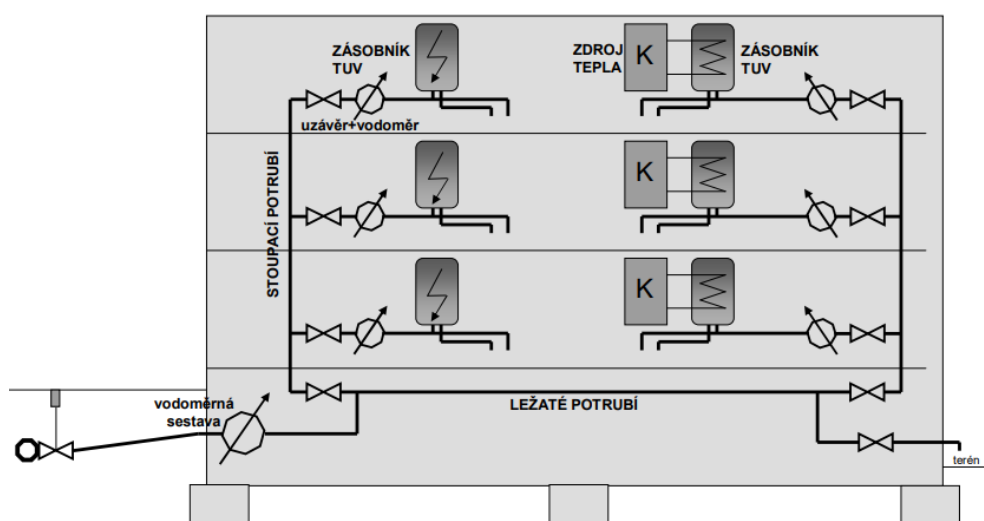 ZÁSOBNÍK
TUV
ZDROJ
TEPLA
K
ZÁSOBNÍK
TUV
uzávěr+vodoměr
STOUPACÍ POTRUBÍ
K
K
vodoměrná
sestava
LEŽATÉ POTRUBÍ
terén